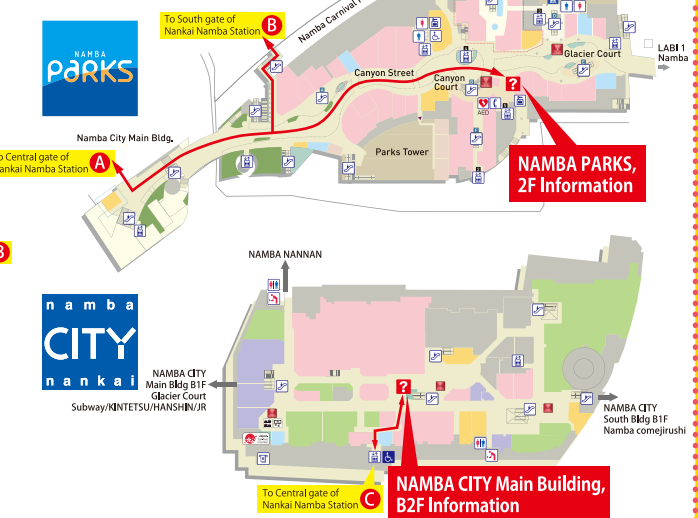 To South gate of
Nankai Namba Station B
Namba Carnival
NAMBA
PARKS
Glacier Court
LABI 1
Namba
Canyon Street
Canyon
Court
?
AED
Namba City Main Bldg.
Parks Tower
o Central gate of
ankai Namba Station A
NAMBA PARKS,
2F Information
B
NAMBA NANNAN
namba
CITY
nankai
NAMBA CITY
Main Bldg B1F
Glacier Court
Subway/KINTETSU/HANSHIN/JR
?
NAMBA CITY
South Bldg B1F
Namba comejirushi
To Central gate of
Nankai Namba Station C
NAMBA CITY Main Building,
B2F Information